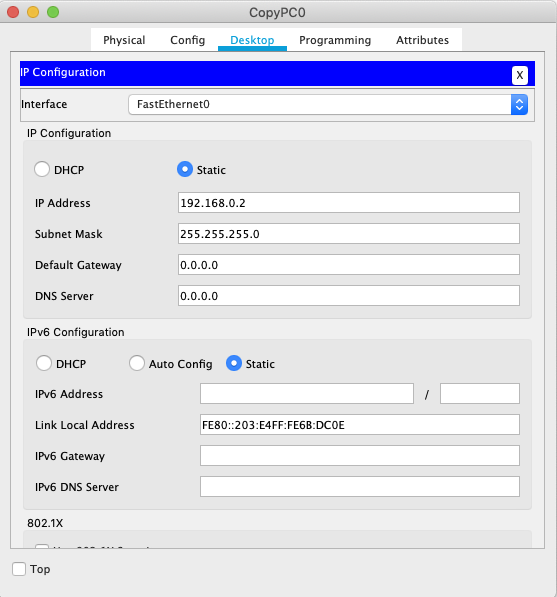 CopyPC0
Physical Config Desktop Programming Attributes
IP Configuration
X
Interface FastEthernet0
IP Configuration
DHCP Static
IP Address 192.168.0.2
Subnet Mask 255.255.255.0
Default Gateway 0.0.0.0
DNS Server 0.0.0.0
IPv6 Configuration
DHCP Auto Config Static
IPv6 Address /
Link Local Address FE80::203:E4FF:FE6B:DC0E
IPv6 Gateway
IPv6 DNS Server
802.1X
Top